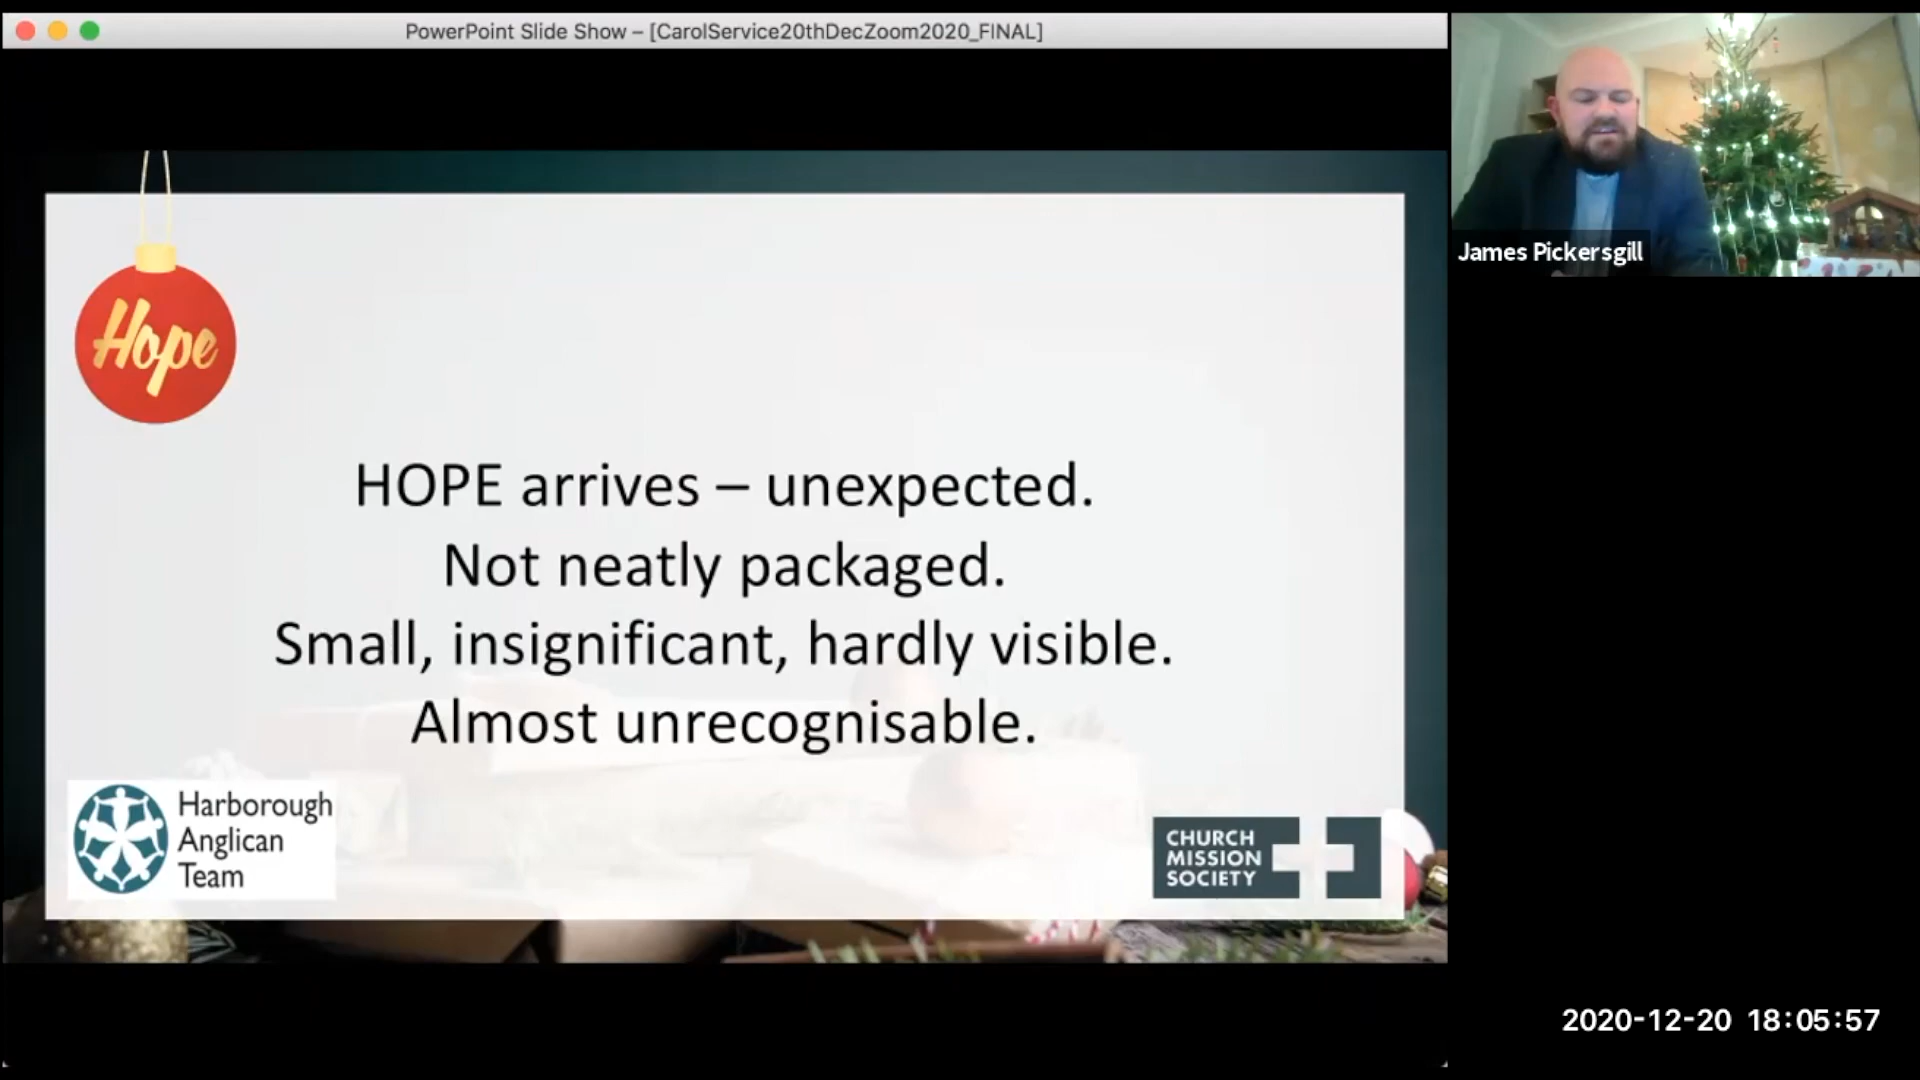 PowerPoint Slide Show – [CarolService20thDecZoom2020_FINAL]
James Pickersgill
Hope
HOPE arrives – unexpected.
Not neatly packaged.
Small, insignificant, hardly visible.
Almost unrecognisable.
Harborough
Anglican
Team
CHURCH
MISSION
SOCIETY
2020-12-20 18:05:57